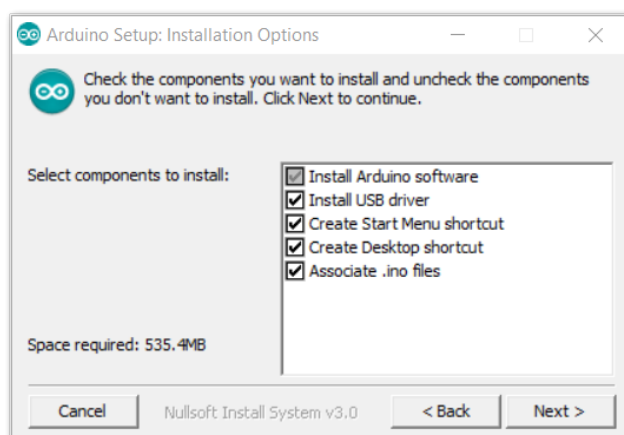 Arduino Setup: Installation Options
Check the components you want to install and uncheck the components
you don't want to install. Click Next to continue.
Select components to install:
Install Arduino software
Install USB driver
Create Start Menu shortcut
Create Desktop shortcut
Associate .ino files
Space required: 535.4MB
Cancel
Nullsoft Install System v3.0
< Back
Next >